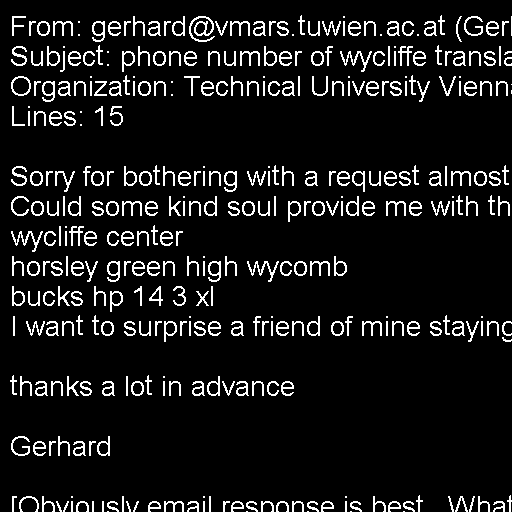 From: gerhard@vmars.tuwien.ac.at (Ger
Subject: phone number of wycliffe transla
Organization: Technical University Vienn
Lines: 15
Sorry for bothering with a request almost
Could some kind soul provide me with th
wycliffe center
horsley green high wycomb
bucks hp 14 3 xl
I want to surprise a friend of mine staying
thanks a lot in advance
Gerhard
[Obviously email response is best. What